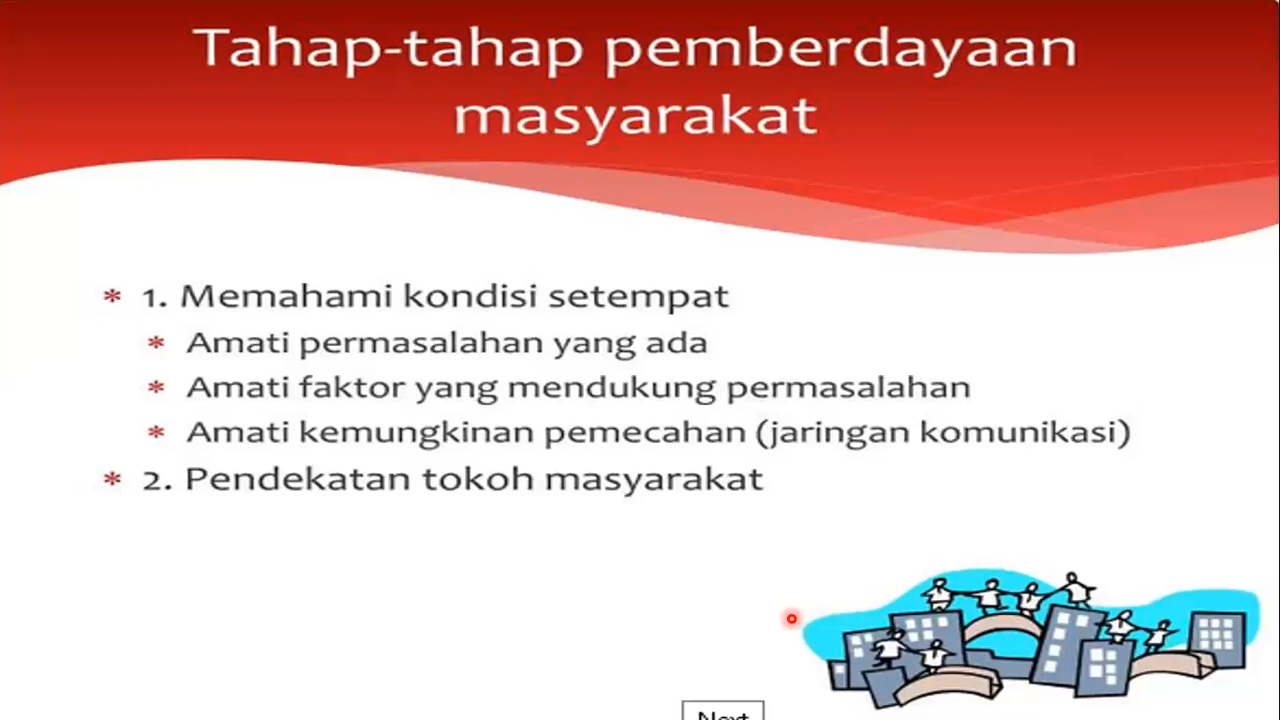 Tahap-tahap pemberdayaan
masyarakat
* 1. Memahami kondisi setempat
* Amati permasalahan yang ada
* Amati faktor yang mendukung permasalahan
* Amati kemungkinan pemecahan (jaringan komunikasi)
* 2. Pendekatan tokoh masyarakat
Next